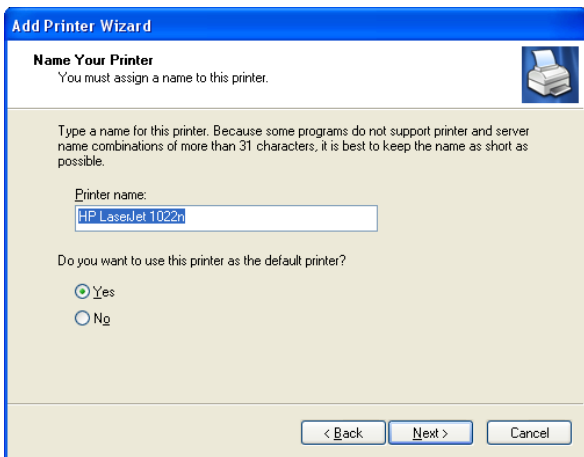 Add Printer Wizard
Name Your Printer
You must assign a name to this printer.
Type a name for this printer. Because some programs do not support printer and server
name combinations of more than 31 characters, it is best to keep the name as short as
possible.
Printer name:
HP LaserJet 1022n
Do you want to use this printer as the default printer?
Yes
No
< Back Next > Cancel